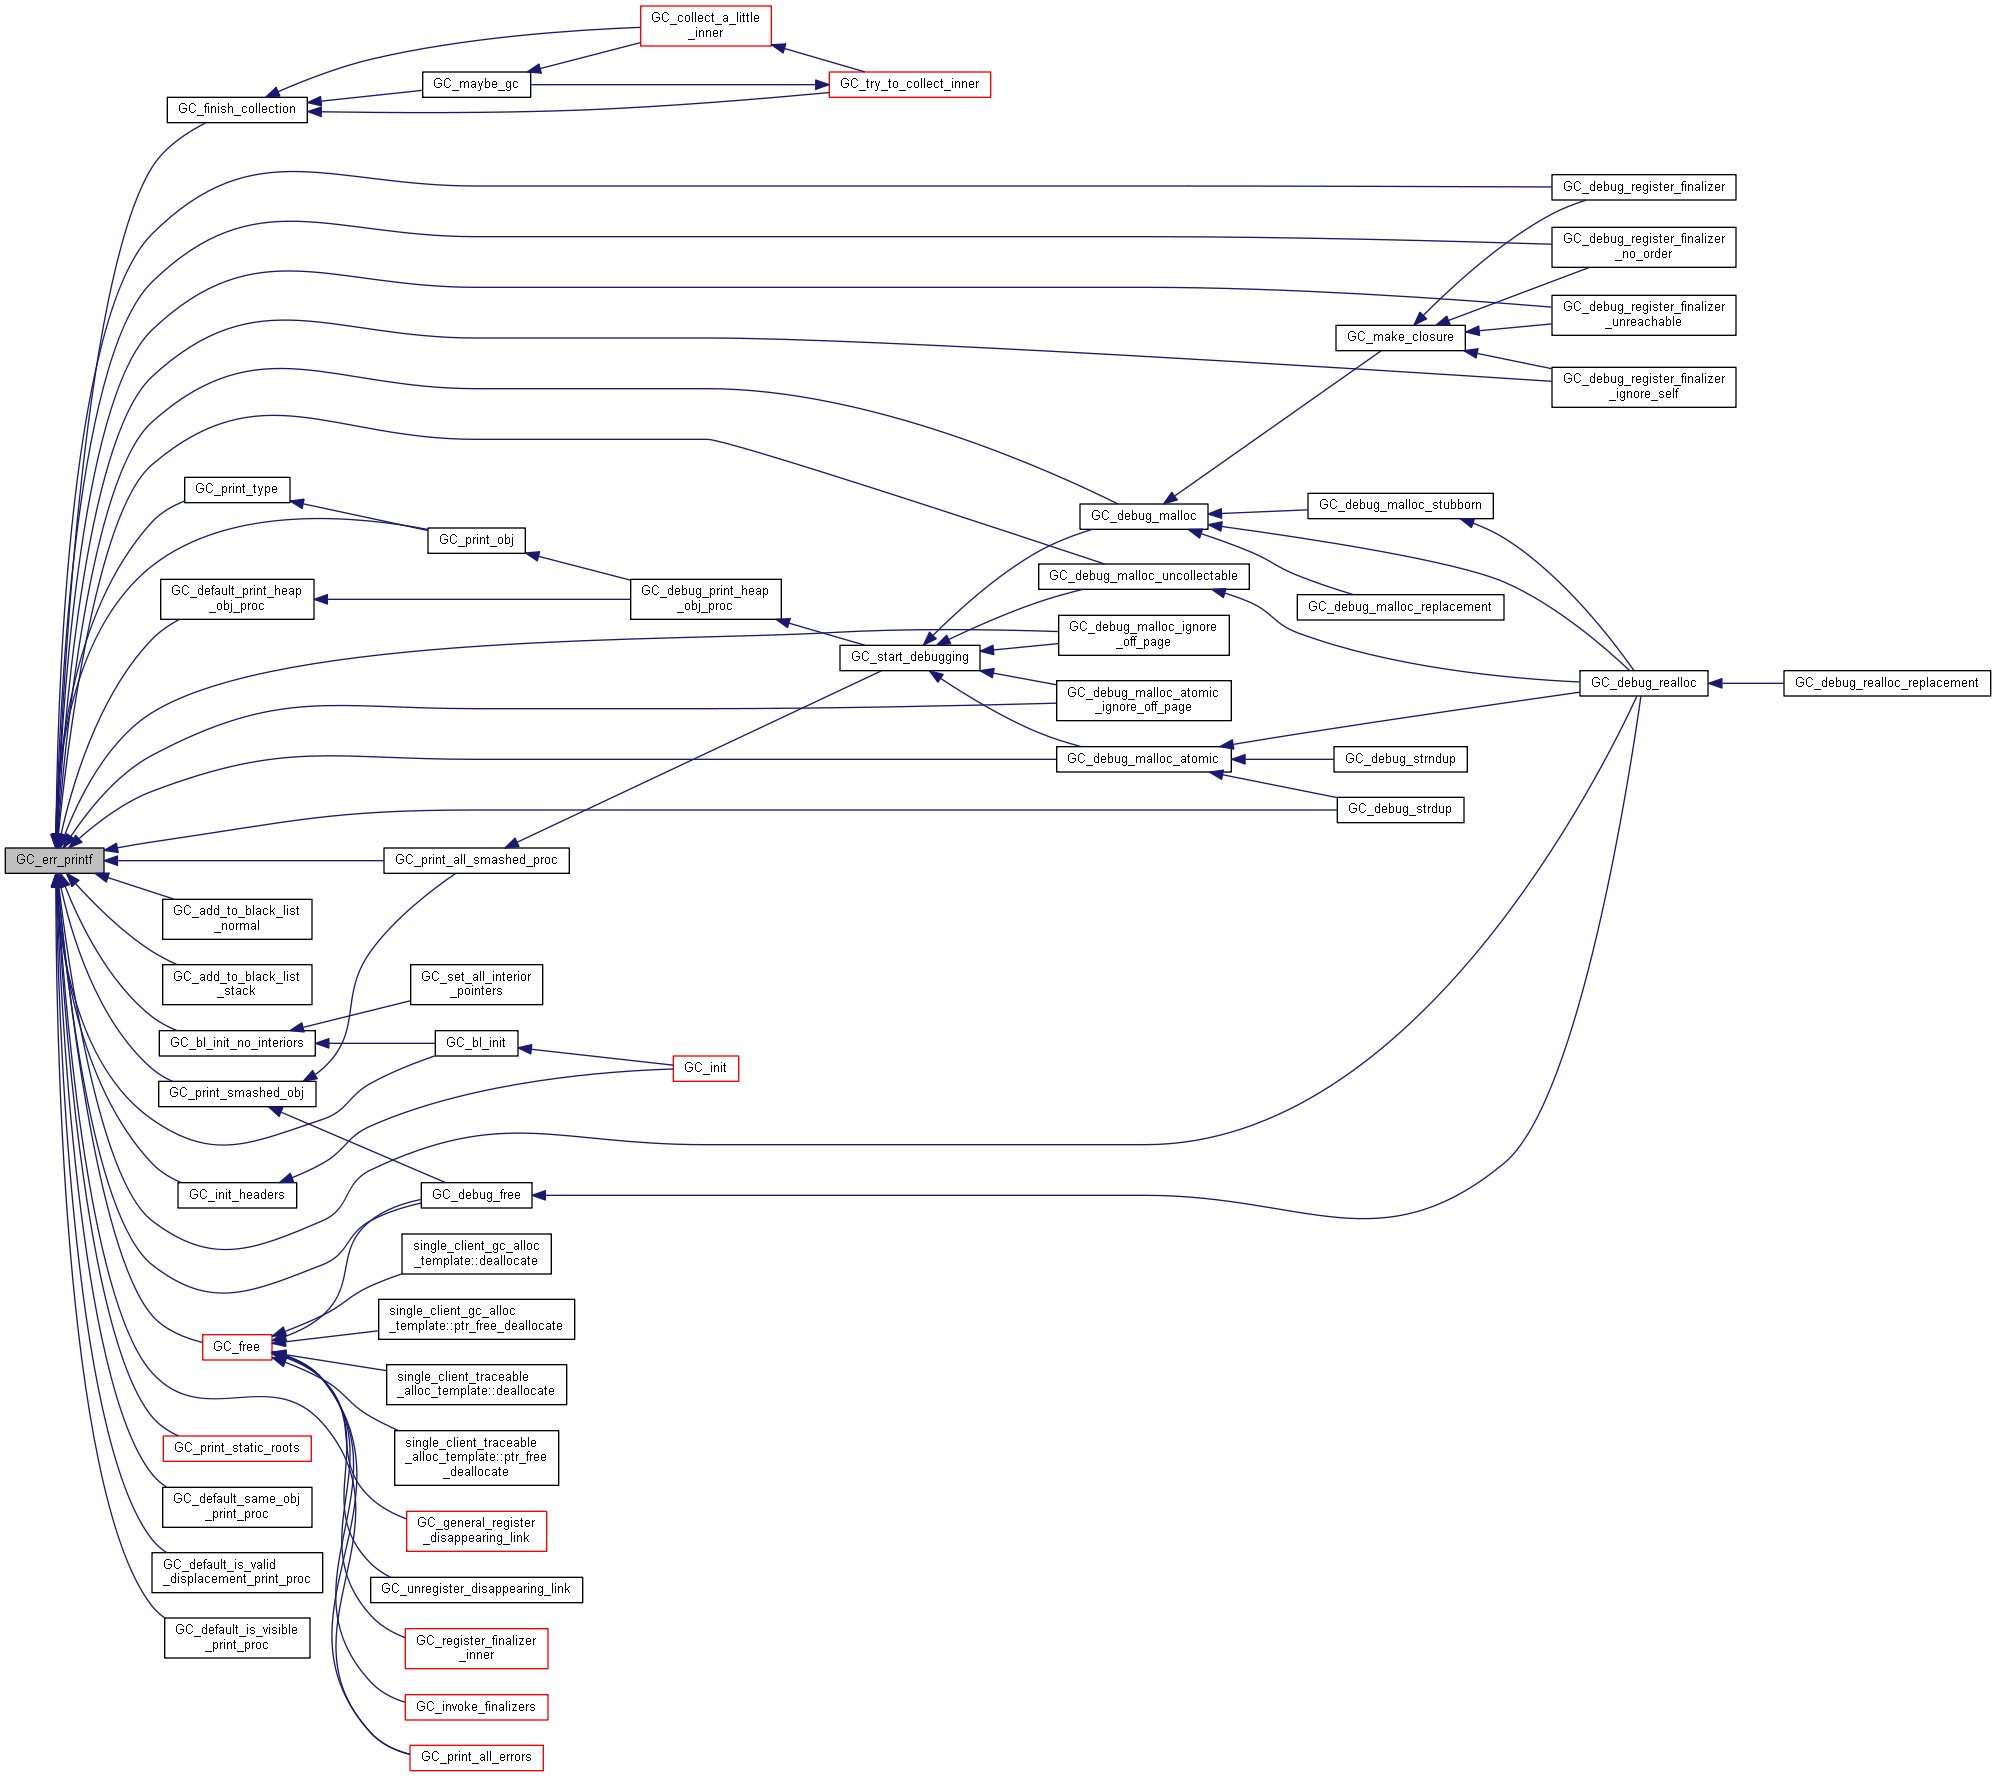 GC_collect_a_little
_inner
GC_maybe_gc
GC_try_to_collect_inner
GC_finish_collection
GC_debug_register_finalizer
GC_debug_register_finalizer
_no_order
GC_debug_register_finalizer
_unreachable
GC_make_closure
GC_debug_register_finalizer
_ignore_self
GC_print_type
GC_debug_malloc_stubborn
GC_debug_malloc
GC_print_obj
GC_debug_malloc_uncollectable
GC_default_print_heap
_obj_proc
GC_debug_print_heap
_obj_proc
GC_debug_malloc_replacement
GC_debug_malloc_ignore
_off_page
GC_start_debugging
GC_debug_realloc
GC_debug_realloc_replacement
GC_debug_malloc_atomic
_ignore_off_page
GC_debug_malloc_atomic
GC_debug_strndup
GC_debug_strdup
GC_err_printf
GC_print_all_smashed_proc
GC_add_to_black_list
_normal
GC_add_to_black_list
_stack
GC_set_all_interior
_pointers
GC_bl_init_no_interiors
GC_bl_init
GC_init
GC_print_smashed_obj
GC_init_headers
GC_debug_free
single_client_gc_alloc
_template::deallocate
single_client_gc_alloc
_template::ptr_free_deallocate
GC_free
single_client_traceable
_alloc_template::deallocate
GC_print_static_roots
single_client_traceable
_alloc_template::ptr_free
_deallocate
GC_default_same_obj
_print_proc
GC_general_register
_disappearing_link
GC_default_is_valid
_displacement_print_proc
GC_unregister_disappearing_link
GC_default_is_visible
_print_proc
GC_register_finalizer
_inner
GC_invoke_finalizers
GC_print_all_errors